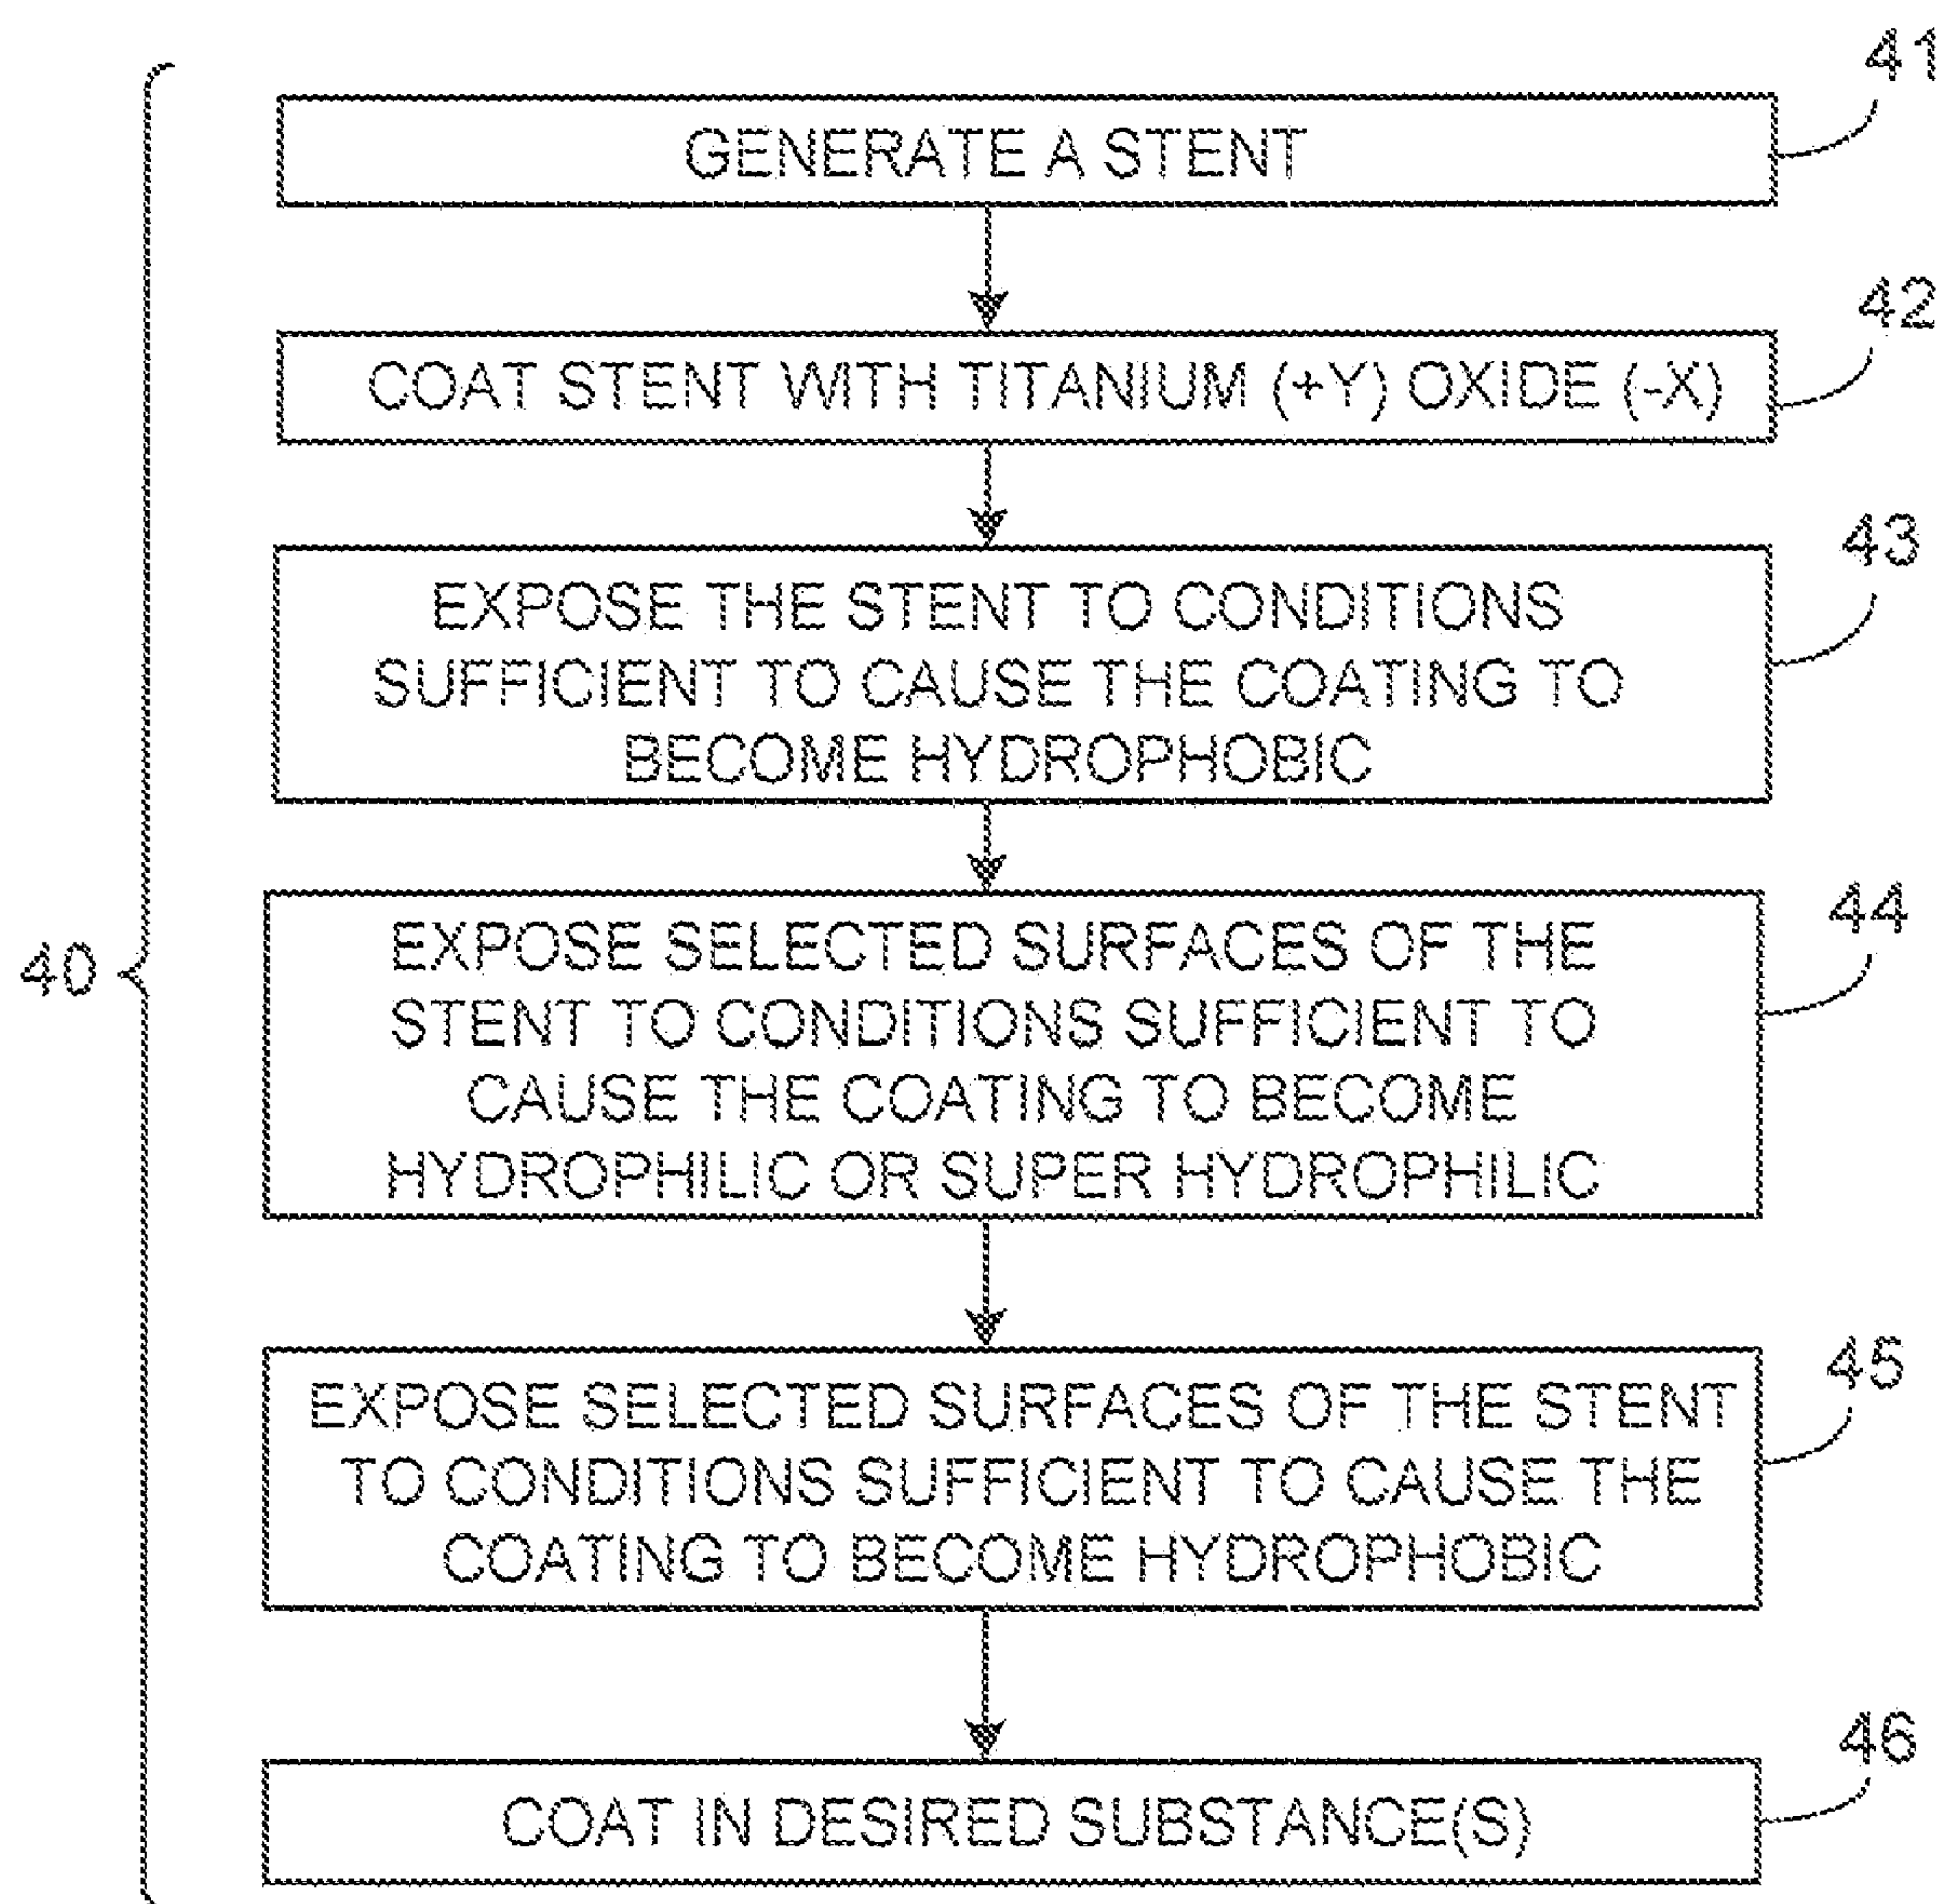 41
GENERATE A STENT
42
COAT STENT WITH TITANIUM (+Y) OXIDE (-X)
43
EXPOSE THE STENT TO CONDITIONS
SUFFICIENT TO CAUSE THE COATING TO
BECOME HYDROPHOBIC
44
EXPOSE SELECTED SURFACES OF THE
STENT TO CONDITIONS SUFFICIENT TO
CAUSE THE COATING TO BECOME
HYDROPHILIC OR SUPER HYDROPHILIC
40
45
EXPOSE SELECTED SURFACES OF THE STENT
TO CONDITIONS SUFFICIENT TO CAUSE THE
COATING TO BECOME HYDROPHOBIC
46
COAT IN DESIRED SUBSTANCE(S)